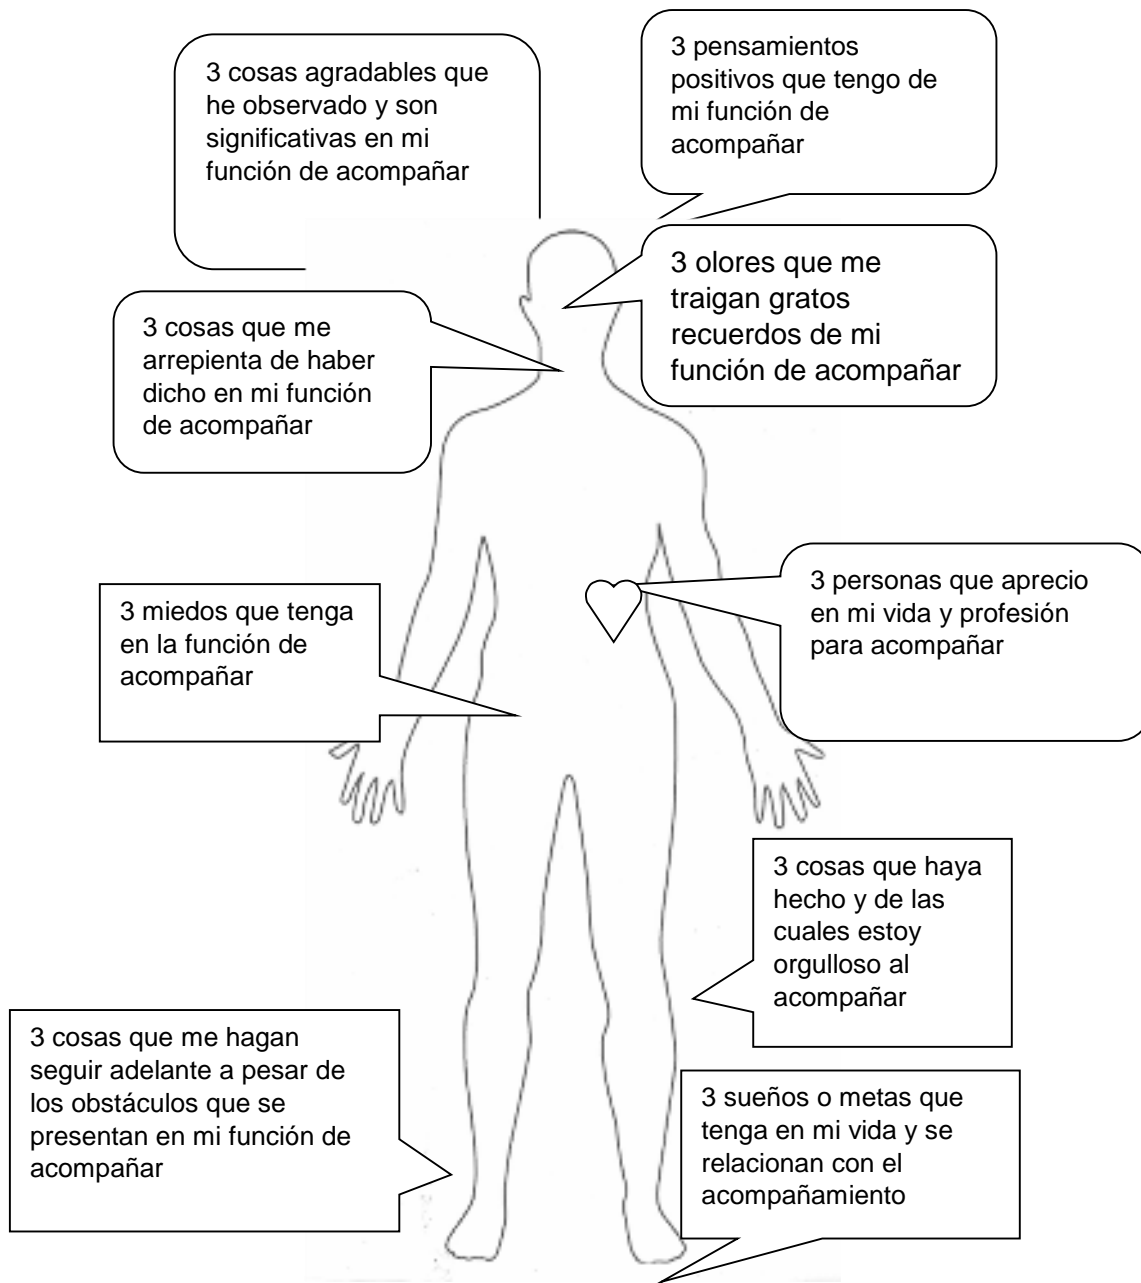 3 cosas agradables que
he observado y son
significativas en mi
función de acompañar
3 pensamientos
positivos que tengo de
mi función de
acompañar
3 olores que me
traigan gratos
recuerdos de mi
función de acompañar
3 cosas que me
arrepienta de haber
dicho en mi función
de acompañar
3 personas que aprecio
en mi vida y profesión
para acompañar
3 miedos que tenga
en la función de
acompañar
3 cosas que haya
hecho y de las
cuales estoy
orgulloso al
acompañar
3 cosas que me hagan
seguir adelante a pesar de
los obstáculos que se
presentan en mi función de
acompañar
3 sueños o metas que
tenga en mi vida y se
relacionan con el
acompañamiento